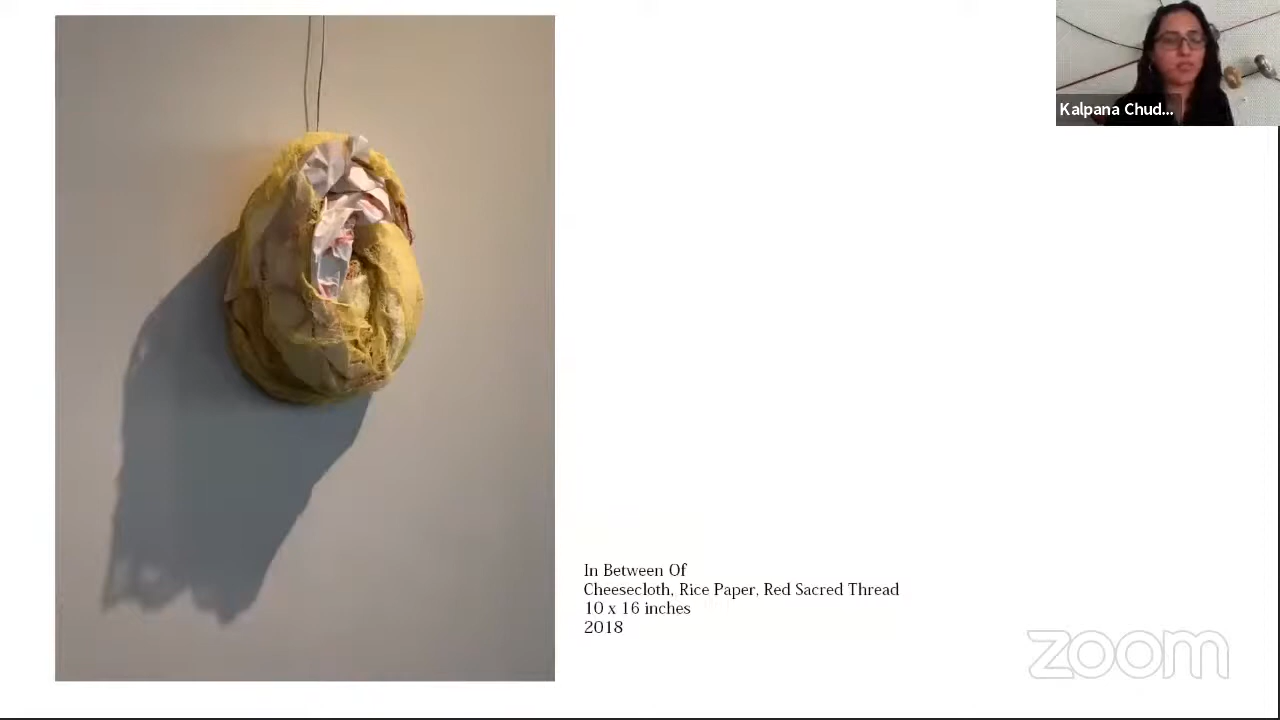 Kalpana Chud...
In Between Of
Cheesecloth, Rice Paper, Red Sacred Thread
10 x 16 inches
2018
zoom